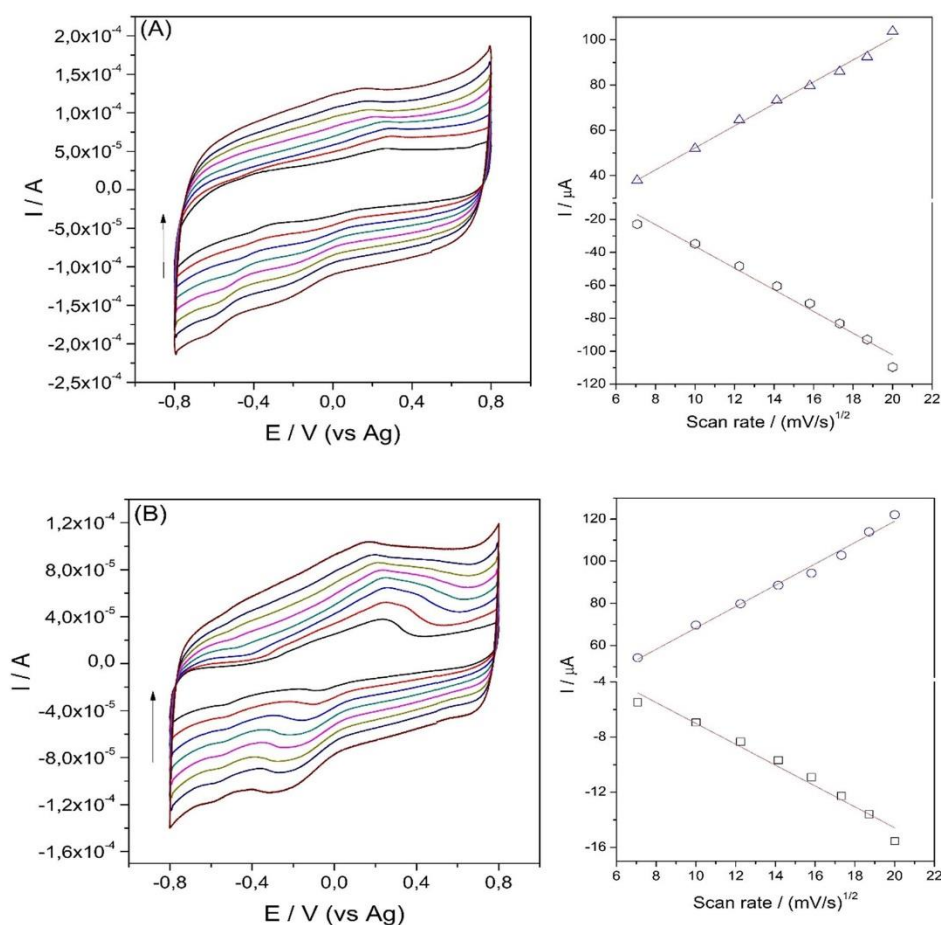 (A)
2,0x10⁻⁴
1,5x10⁻⁴
1,0x10⁻⁴
5,0x10⁻⁵
0,0
-5,0x10⁻⁵
-1,0x10⁻⁴
-1,5x10⁻⁴
-2,0x10⁻⁴
-2,5x10⁻⁴
I / A
-0,8
-0,4
0,0
0,4
0,8
E / V (vs Ag)
100
80
60
40
-20
-40
-60
-80
-100
-120
I / µA
6 8 10 12 14 16 18 20 22
Scan rate / (mV/s)¹ᐟ²
(B)
1,2x10⁻⁴
8,0x10⁻⁵
4,0x10⁻⁵
0,0
-4,0x10⁻⁵
-8,0x10⁻⁵
-1,2x10⁻⁴
-1,6x10⁻⁴
I / A
-0,8
-0,4
0,0
0,4
0,8
E / V (vs Ag)
120
100
80
60
-4
-8
-12
-16
I / µA
6 8 10 12 14 16 18 20 22
Scan rate / (mV/s)¹ᐟ²